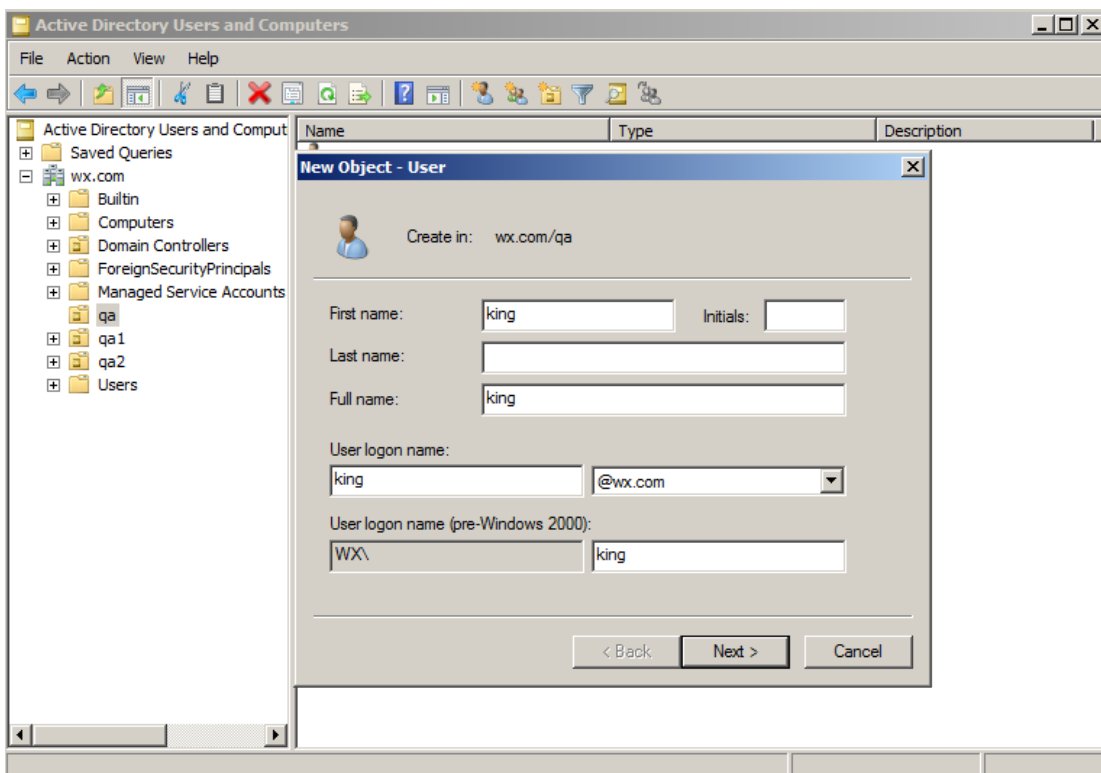 Active Directory Users and Computers
File Action View Help
Active Directory Users and Comput
Name Type Description
Saved Queries
wx.com
Builtin
Computers
Domain Controllers
ForeignSecurityPrincipals
Managed Service Accounts
qa
qa1
qa2
Users
New Object - User
Create in: wx.com/qa
First name: king Initials:
Last name:
Full name: king
User logon name:
king @wx.com
User logon name (pre-Windows 2000):
WX\ king
< Back Next > Cancel